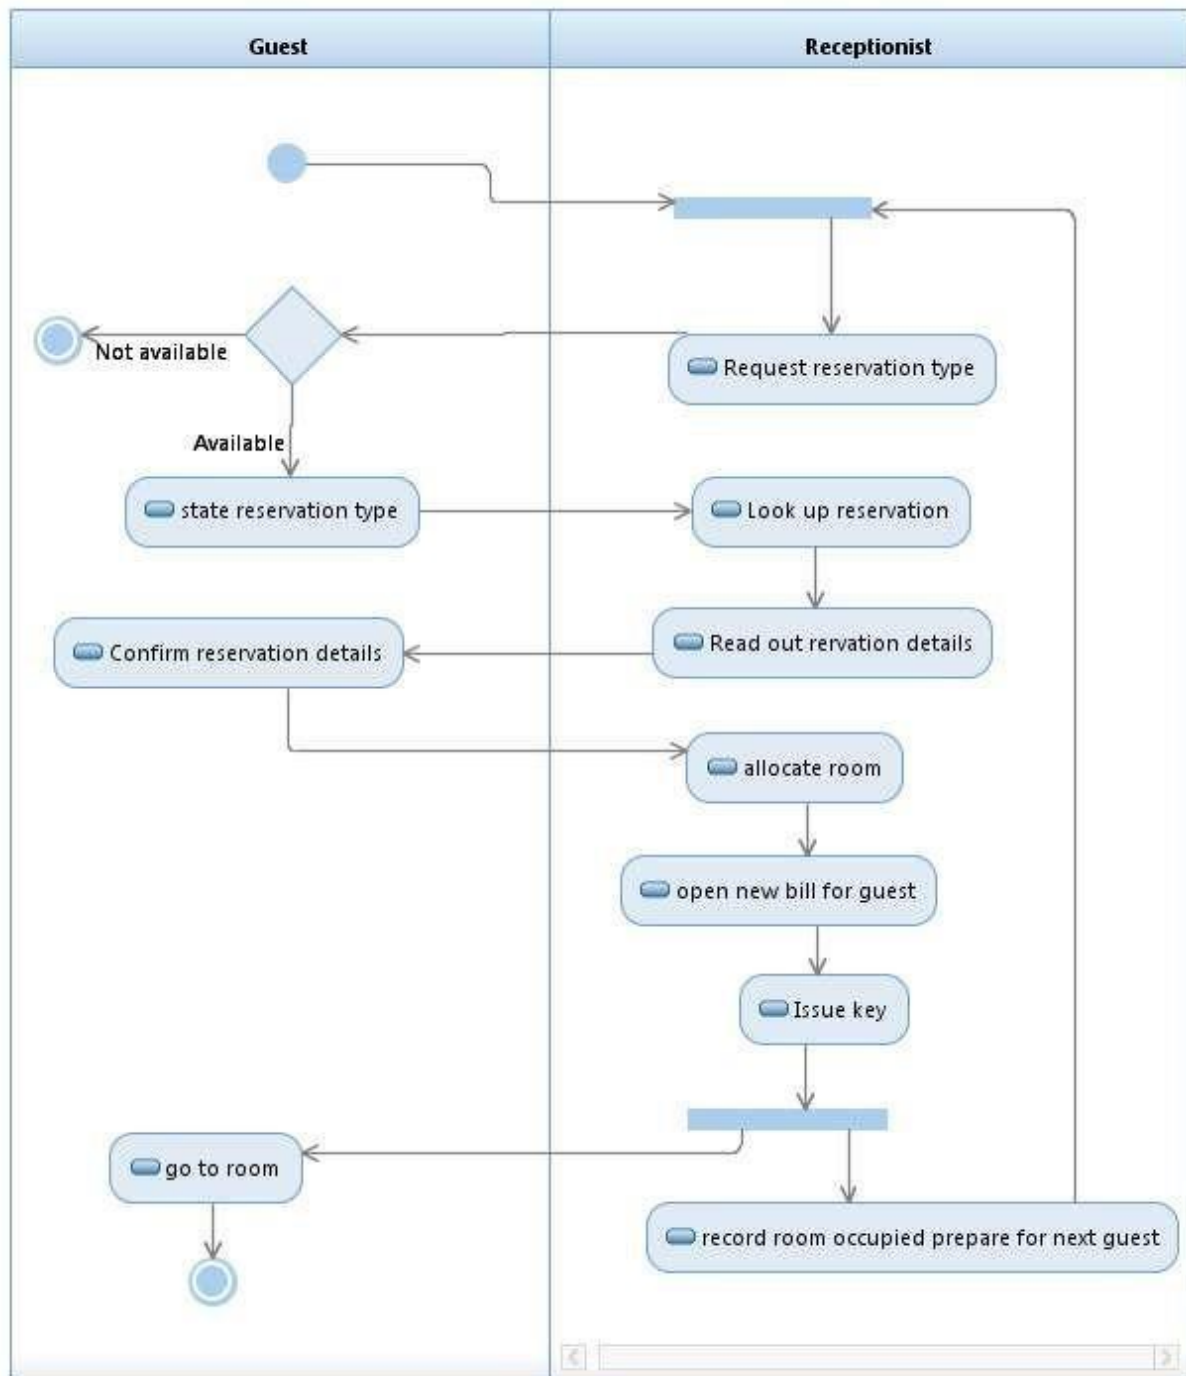 Guest
Receptionist
Not available
Request reservation type
Available
state reservation type
Look up reservation
Confirm reservation details
Read out rervation details
allocate room
open new bill for guest
Issue key
go to room
record room occupied prepare for next guest